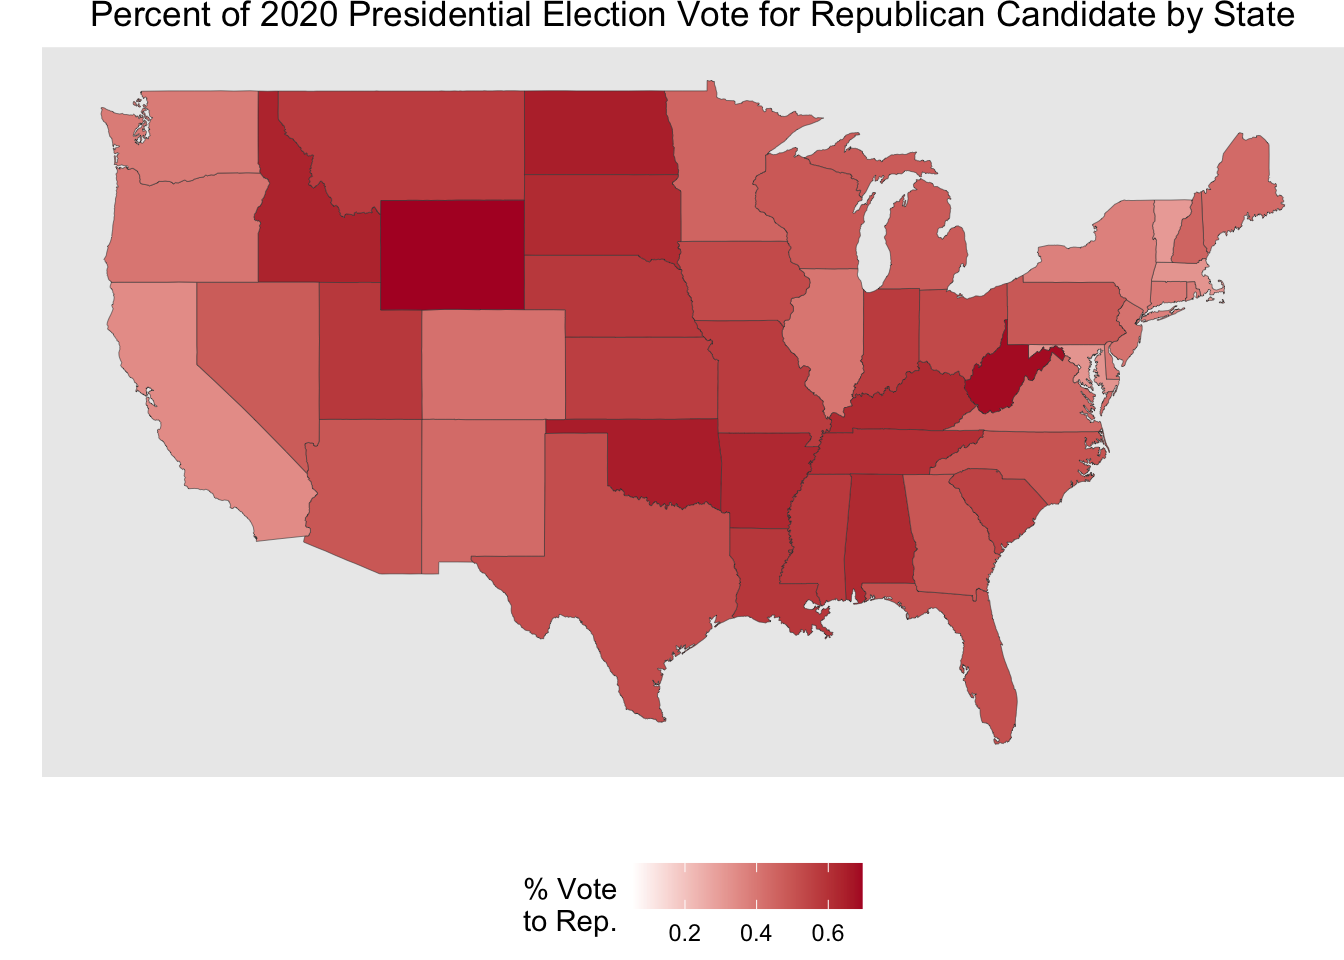 Percent of 2020 Presidential Election Vote for Republican Candidate by State
% Vote
to Rep.
0.2 0.4 0.6